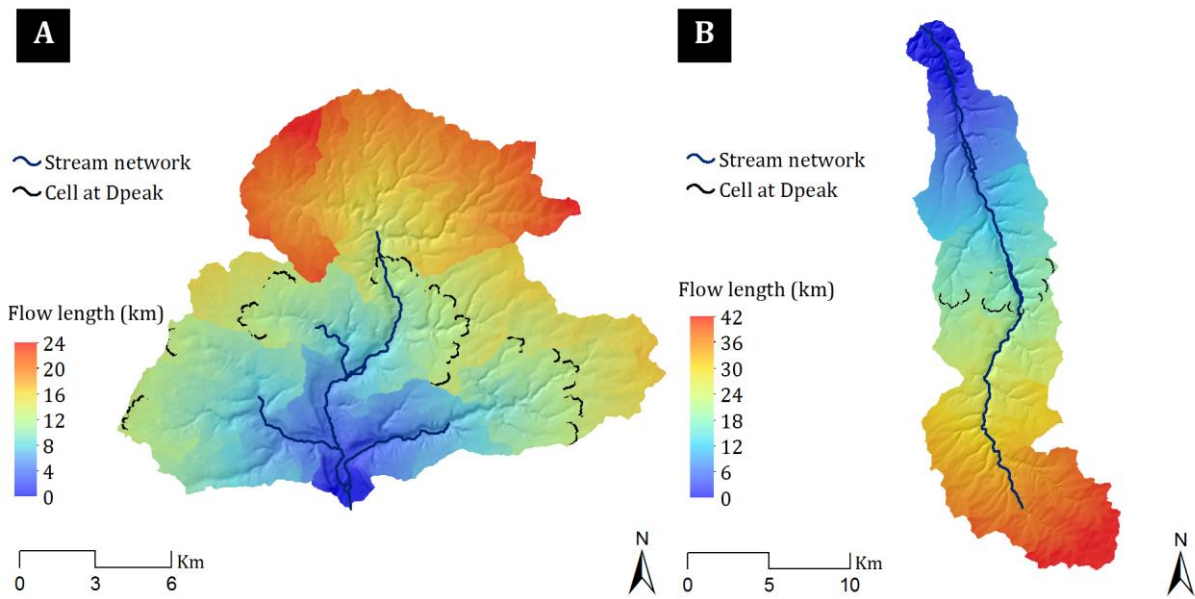 A
Stream network
Cell at Dpeak
Flow length (km)
24
20
16
12
8
4
0
Km
0 3 6
N
B
Stream network
Cell at Dpeak
Flow length (km)
42
36
30
24
18
12
6
0
Km
0 5 10
N